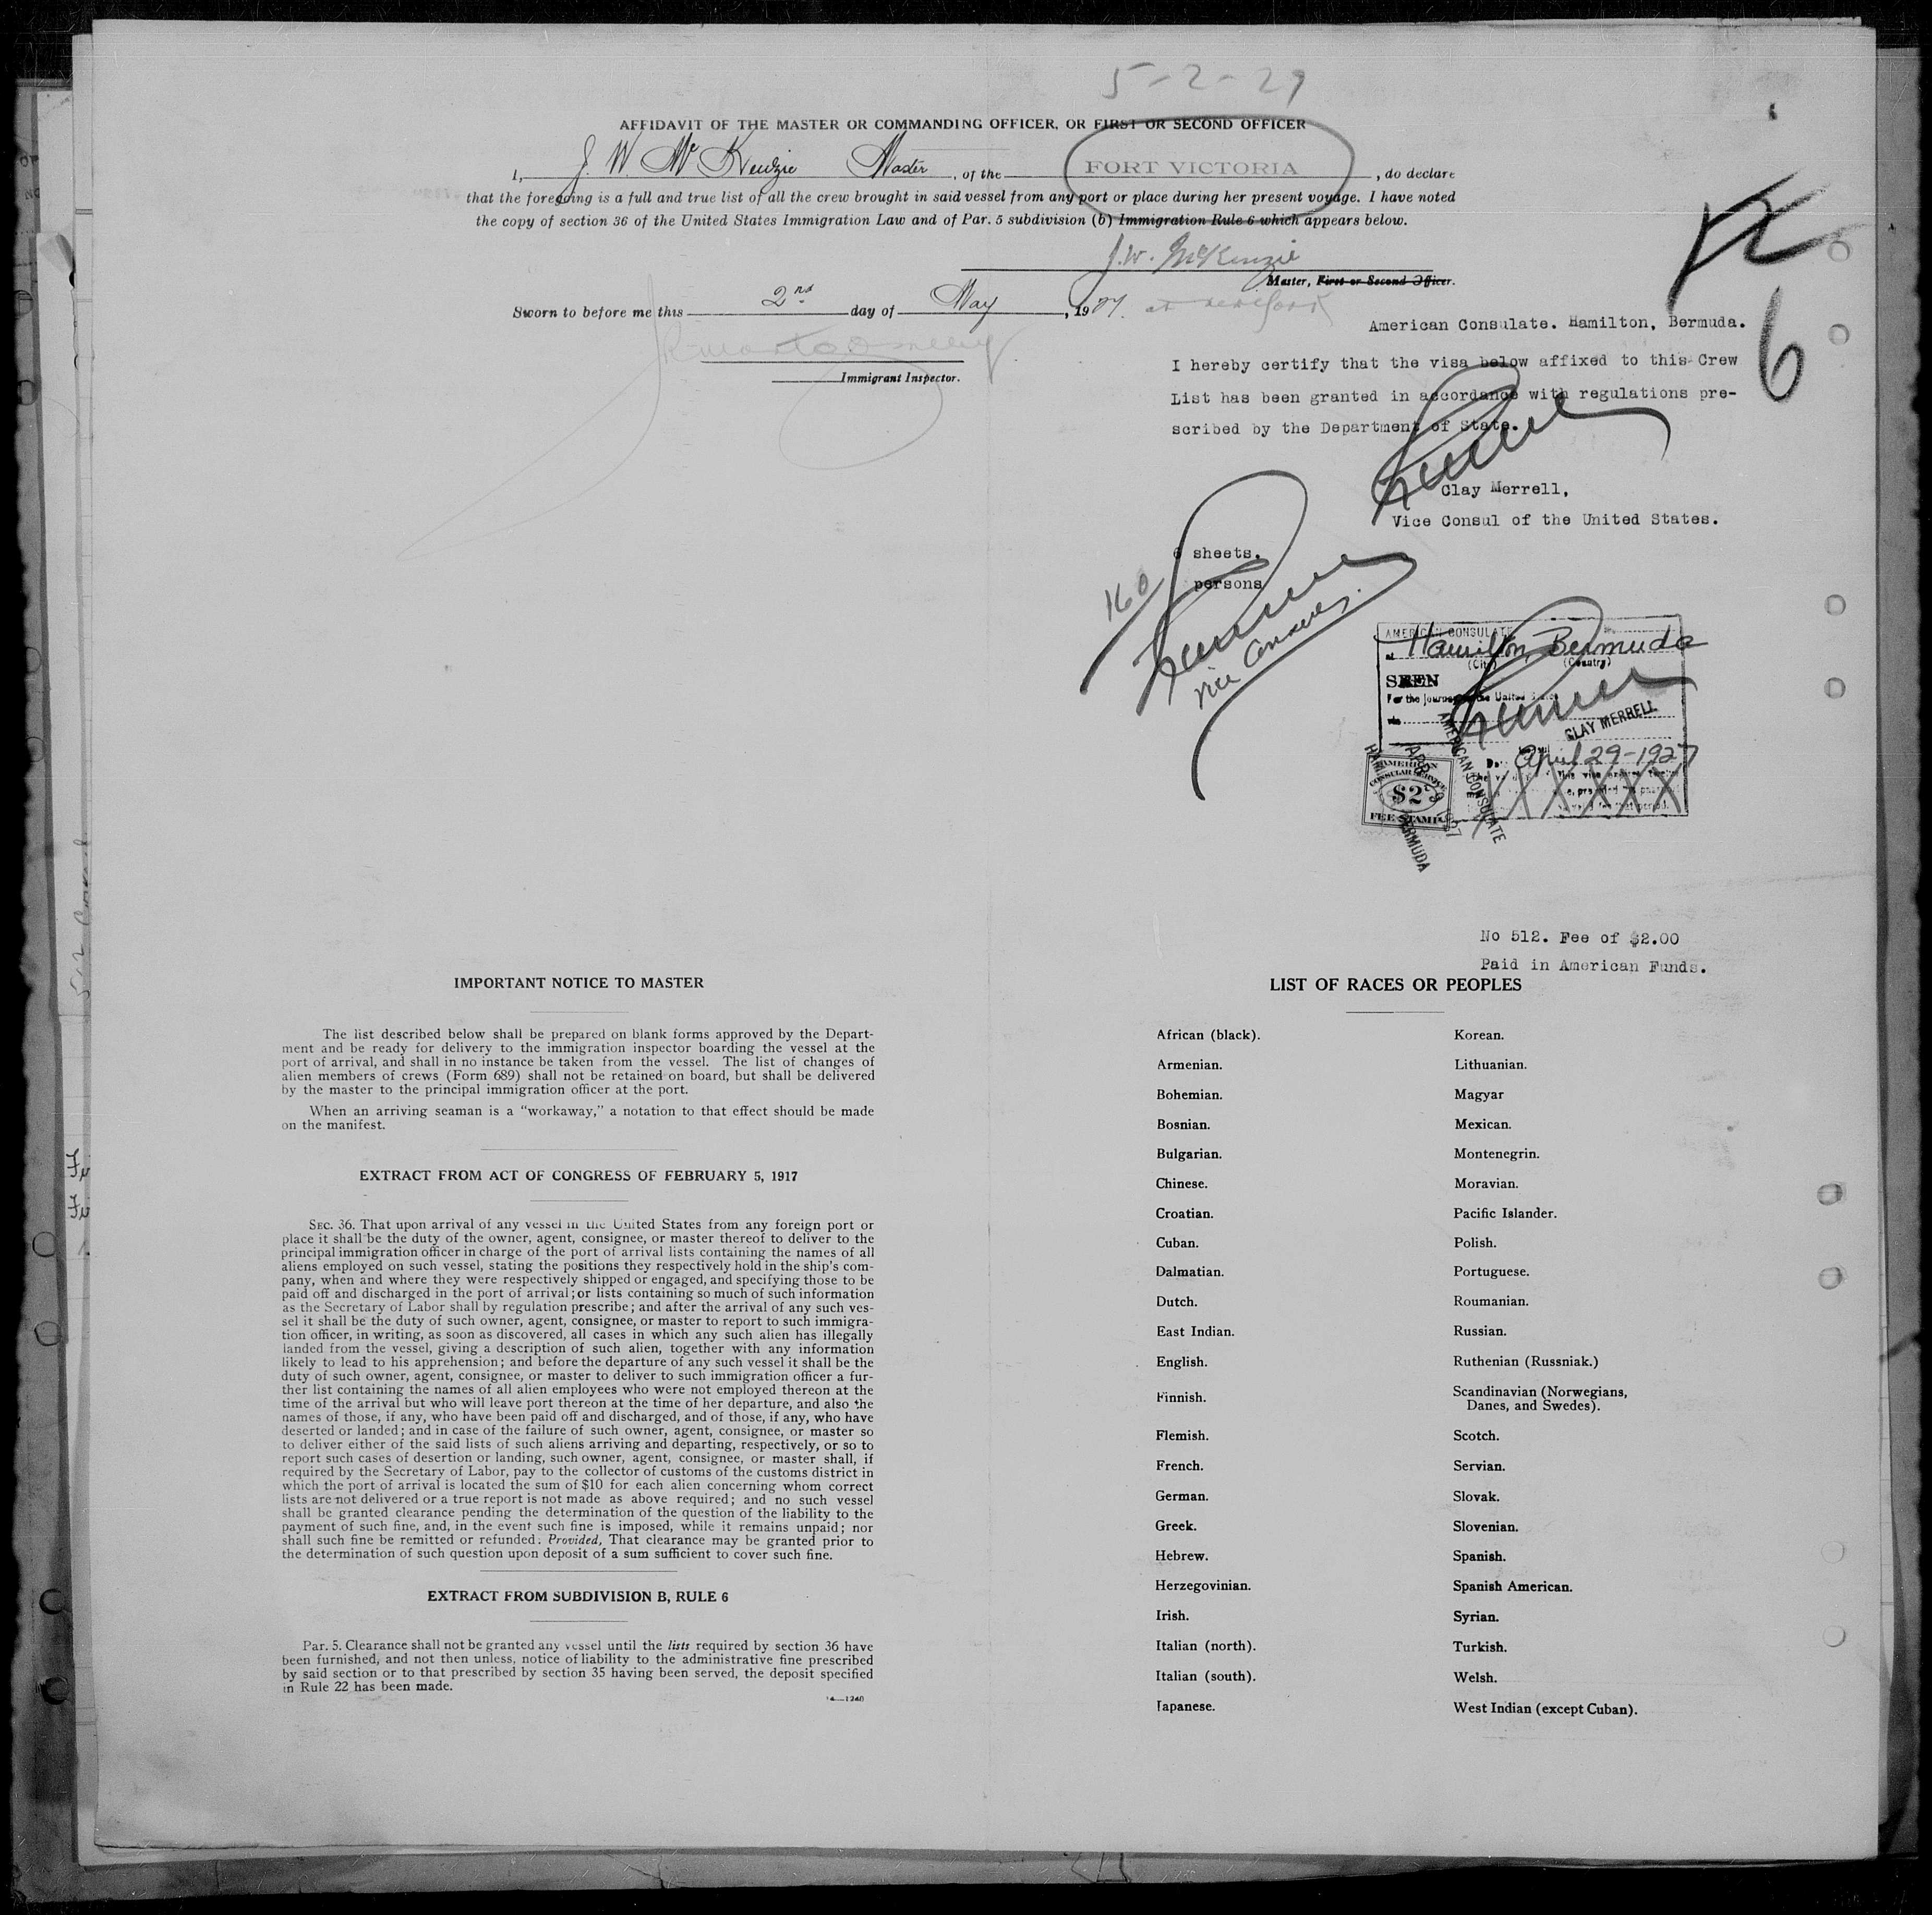 5-2-27
AFFIDAVIT OF THE MASTER OR COMMANDING OFFICER, OR FIRST OR SECOND OFFICER
I, J. W. McKenzie Master, of the FORT VICTORIA, do declare
that the foregoing is a full and true list of all the crew brought in said vessel from any port or place during her present voyage. I have noted
the copy of section 36 of the United States Immigration Law and of Par. 5 subdivision (b) Immigration Rule 6 which appears below.
J. W. McKenzie
Master, First or Second Officer.
Sworn to before me this 2nd day of May, 1927. at
Immigrant Inspector.
6
American Consulate. Hamilton, Bermuda.
I hereby certify that the visa below affixed to this Crew
List has been granted in accordance with regulations pre-
scribed by the Department of State.
Clay Merrell,
Vice Consul of the United States.
6 sheets.
160 persons
Vice Consul.
AMERICAN CONSULATE
at Hamilton, Bermuda
(City) (Country)
SEEN
For the journey to the United States
via
CLAY MERRELL
Da April 29-1927
AMERICAN
CONSULAR SERVICE
$2
FEE STAMP
AMERICAN CONSULATE
APR 29 1927
BERMUDA
No 512. Fee of $2.00
Paid in American Funds.
IMPORTANT NOTICE TO MASTER
The list described below shall be prepared on blank forms approved by the Depart-
ment and be ready for delivery to the immigration inspector boarding the vessel at the
port of arrival, and shall in no instance be taken from the vessel. The list of changes of
alien members of crews (Form 689) shall not be retained on board, but shall be delivered
by the master to the principal immigration officer at the port.
When an arriving seaman is a "workaway," a notation to that effect should be made
on the manifest.
EXTRACT FROM ACT OF CONGRESS OF FEBRUARY 5, 1917
SEC. 36. That upon arrival of any vessel in the United States from any foreign port or
place it shall be the duty of the owner, agent, consignee, or master thereof to deliver to the
principal immigration officer in charge of the port of arrival lists containing the names of all
aliens employed on such vessel, stating the positions they respectively hold in the ship's com-
pany, when and where they were respectively shipped or engaged, and specifying those to be
paid off and discharged in the port of arrival; or lists containing so much of such information
as the Secretary of Labor shall by regulation prescribe; and after the arrival of any such ves-
sel it shall be the duty of such owner, agent, consignee, or master to report to such immigra-
tion officer, in writing, as soon as discovered, all cases in which any such alien has illegally
landed from the vessel, giving a description of such alien, together with any information
likely to lead to his apprehension; and before the departure of any such vessel it shall be the
duty of such owner, agent, consignee, or master to deliver to such immigration officer a fur-
ther list containing the names of all alien employees who were not employed thereon at the
time of the arrival but who will leave port thereon at the time of her departure, and also the
names of those, if any, who have been paid off and discharged, and of those, if any, who have
deserted or landed; and in case of the failure of such owner, agent, consignee, or master so
to deliver either of the said lists of such aliens arriving and departing, respectively, or so to
report such cases of desertion or landing, such owner, agent, consignee, or master shall, if
required by the Secretary of Labor, pay to the collector of customs of the customs district in
which the port of arrival is located the sum of $10 for each alien concerning whom correct
lists are not delivered or a true report is not made as above required; and no such vessel
shall be granted clearance pending the determination of the question of the liability to the
payment of such fine, and, in the event such fine is imposed, while it remains unpaid; nor
shall such fine be remitted or refunded: Provided, That clearance may be granted prior to
the determination of such question upon deposit of a sum sufficient to cover such fine.
EXTRACT FROM SUBDIVISION B, RULE 6
Par. 5. Clearance shall not be granted any vessel until the lists required by section 36 have
been furnished, and not then unless, notice of liability to the administrative fine prescribed
by said section or to that prescribed by section 35 having been served, the deposit specified
in Rule 22 has been made.
LIST OF RACES OR PEOPLES
African (black).
Armenian.
Bohemian.
Bosnian.
Bulgarian.
Chinese.
Croatian.
Cuban.
Dalmatian.
Dutch.
East Indian.
English.
Finnish.
Flemish.
French.
German.
Greek.
Hebrew.
Herzegovinian.
Irish.
Italian (north).
Italian (south).
Japanese.
Korean.
Lithuanian.
Magyar
Mexican.
Montenegrin.
Moravian.
Pacific Islander.
Polish.
Portuguese.
Roumanian.
Russian.
Ruthenian (Russniak.)
Scandinavian (Norwegians,
Danes, and Swedes).
Scotch.
Servian.
Slovak.
Slovenian.
Spanish.
Spanish American.
Syrian.
Turkish.
Welsh.
West Indian (except Cuban).